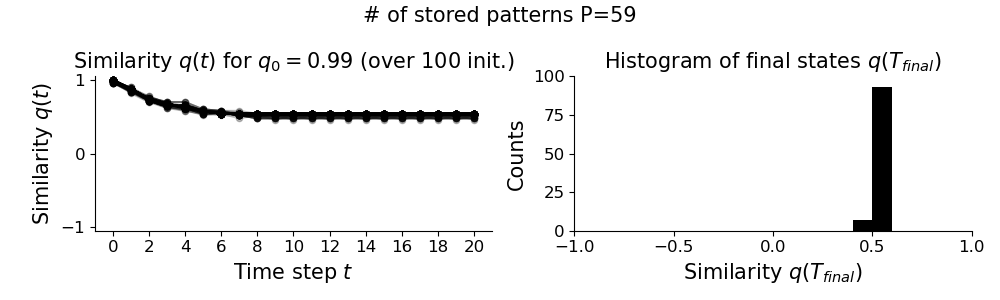 # of stored patterns P=59
Similarity q(t) for q₀ = 0.99 (over 100 init.)
Similarity q(t)
1
0
−1
0 2 4 6 8 10 12 14 16 18 20
Time step t
Histogram of final states q(T_final)
Counts
100
75
50
25
0
−1.0 −0.5 0.0 0.5 1.0
Similarity q(T_final)